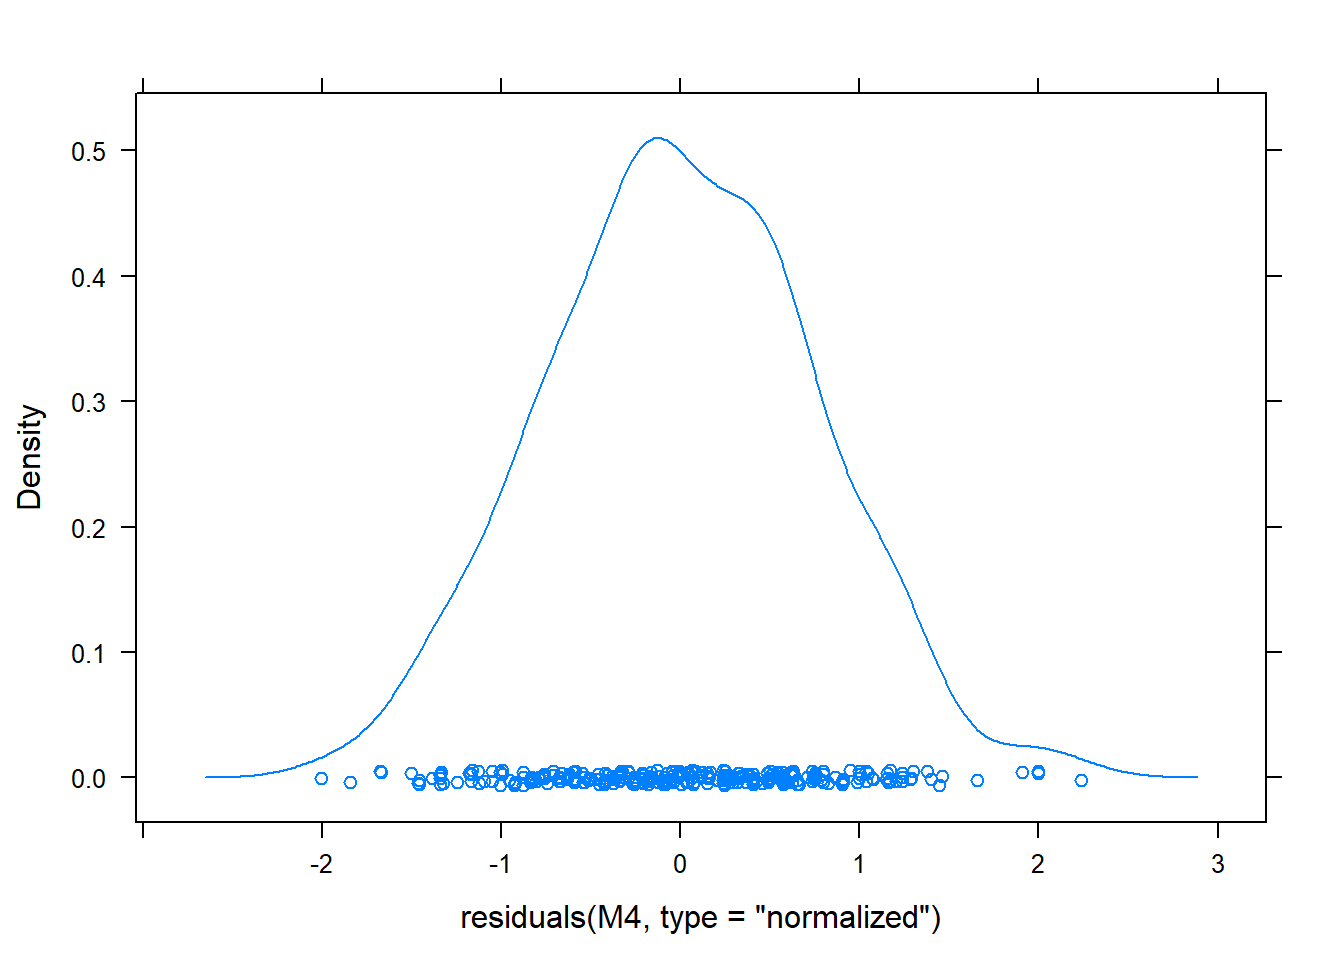 0.5
0.4
0.3
0.2
0.1
0.0
Density
-2 -1 0 1 2 3
residuals(M4, type = "normalized")